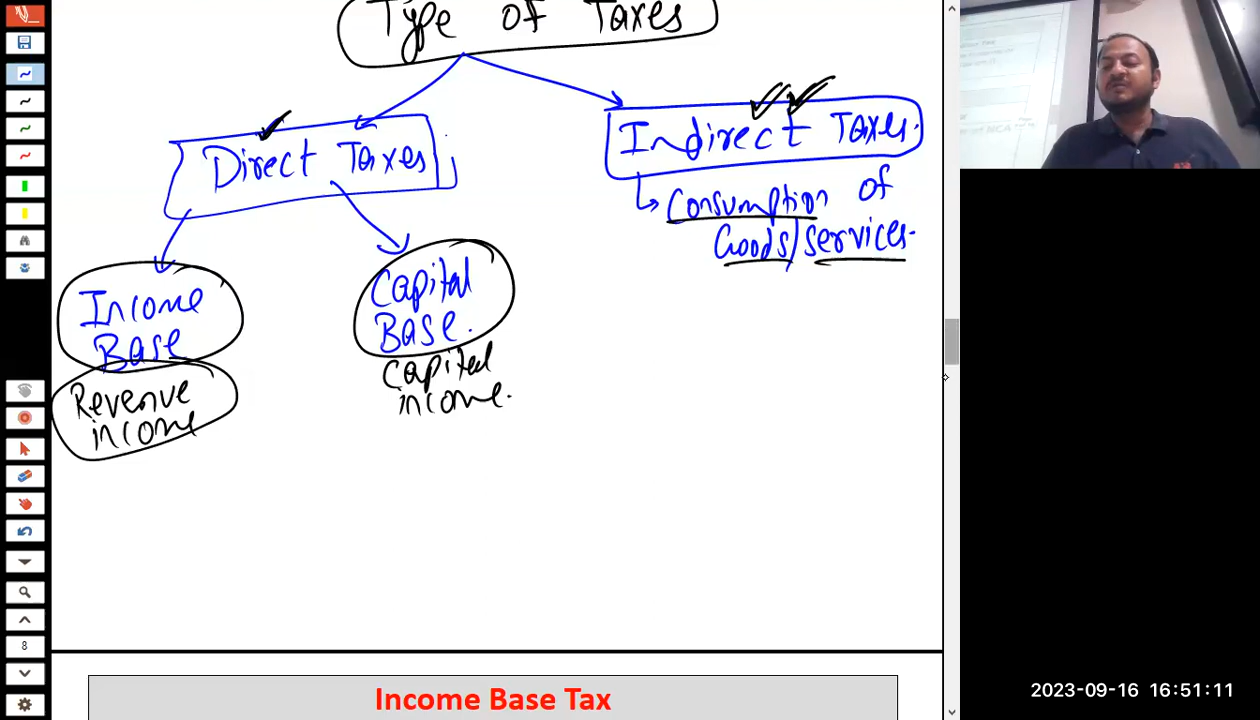 Type of Taxes
Direct Taxes
Indirect Taxes.
Consumption of
Goods/Services.
Income
Base
Revenue
income
Capital
Base.
Capital
income.
8
Income Base Tax
2023-09-16 16:51:11